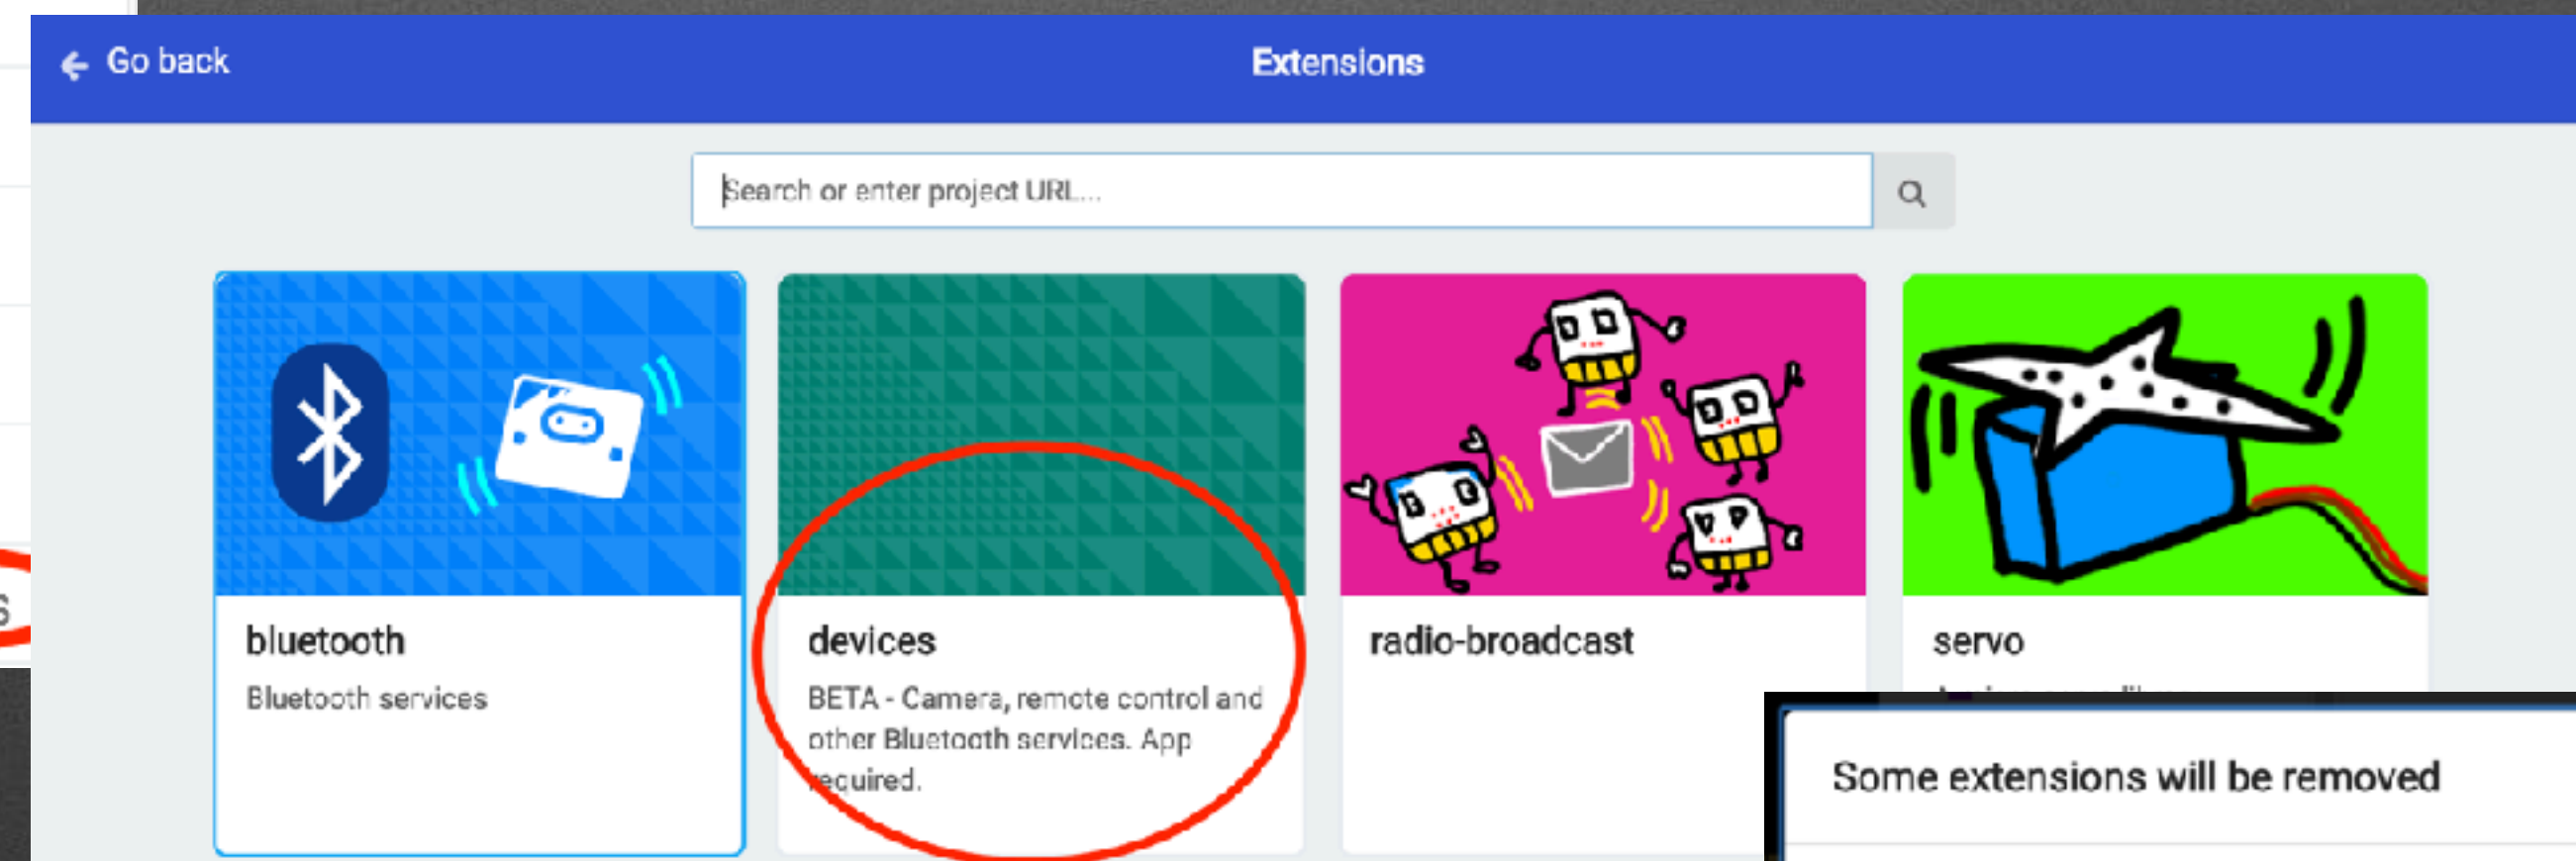 Go back
Extensions
Search or enter project URL...
bluetooth
Bluetooth services
devices
BETA - Camera, remote control and
other Bluetooth services. App
required.
radio-broadcast
servo
s
Some extensions will be removed